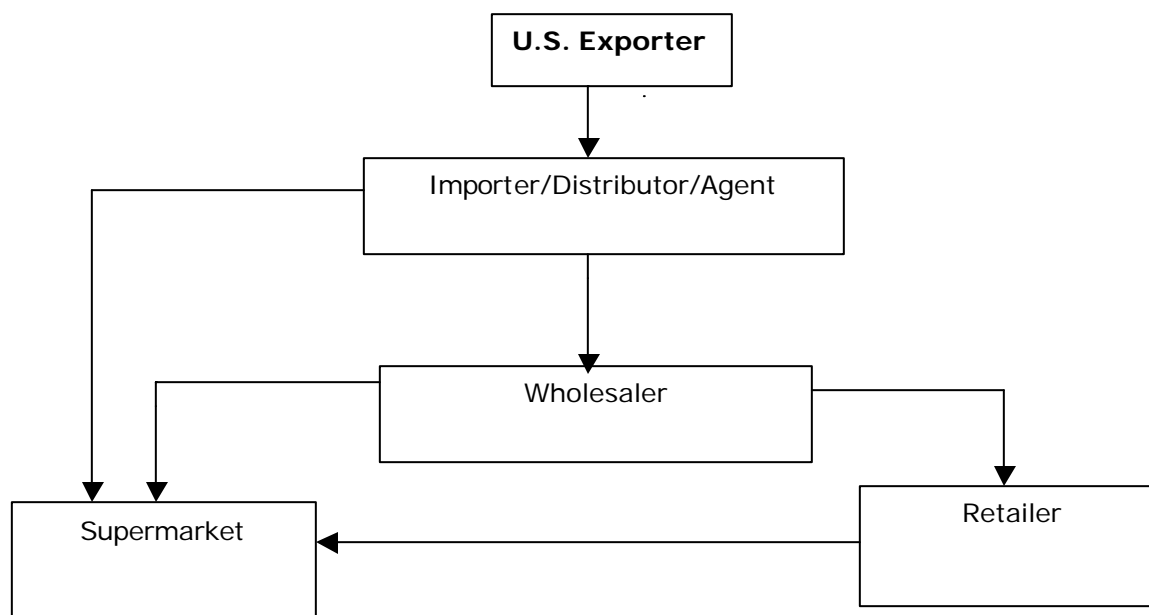 U.S. Exporter
Importer/Distributor/Agent
Wholesaler
Supermarket
Retailer